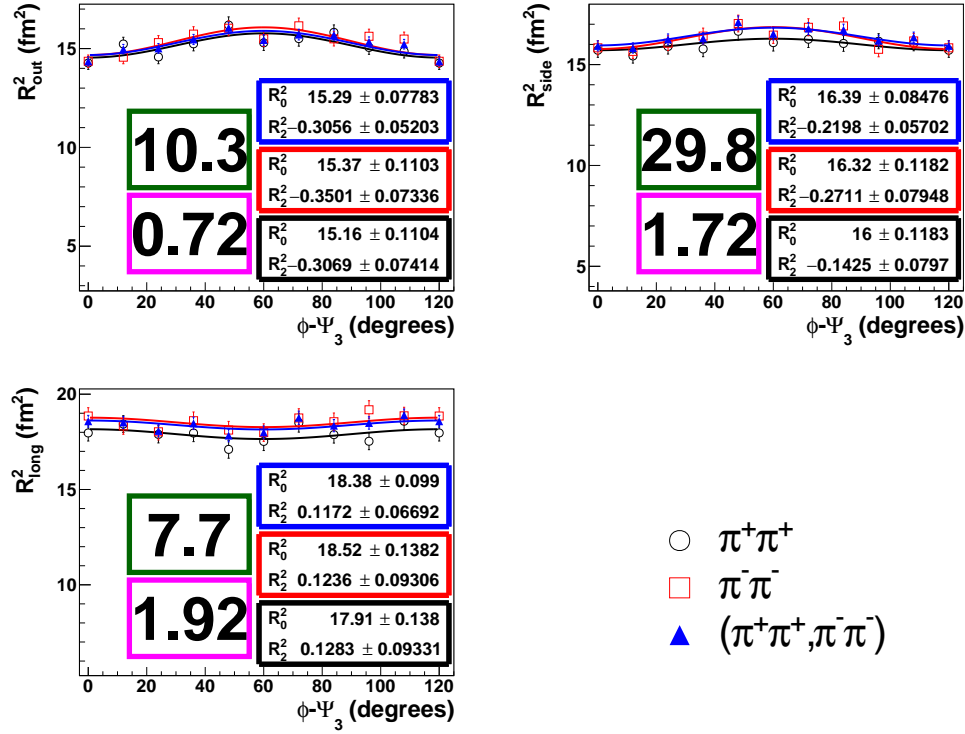 R²out (fm²)
15
10
5
10.3
0.72
R²0 15.29 ± 0.07783
R²2 −0.3056 ± 0.05203
R²0 15.37 ± 0.1103
R²2 −0.3501 ± 0.07336
R²0 15.16 ± 0.1104
R²2 −0.3069 ± 0.07414
0 20 40 60 80 100 120
ϕ-Ψ3 (degrees)
R²side (fm²)
15
10
5
29.8
1.72
R²0 16.39 ± 0.08476
R²2 −0.2198 ± 0.05702
R²0 16.32 ± 0.1182
R²2 −0.2711 ± 0.07948
R²0 16 ± 0.1183
R²2 −0.1425 ± 0.0797
0 20 40 60 80 100 120
ϕ-Ψ3 (degrees)
R²long (fm²)
20
15
10
7.7
1.92
R²0 18.38 ± 0.099
R²2 0.1172 ± 0.06692
R²0 18.52 ± 0.1382
R²2 0.1236 ± 0.09306
R²0 17.91 ± 0.138
R²2 0.1283 ± 0.09331
0 20 40 60 80 100 120
ϕ-Ψ3 (degrees)
π⁺π⁺
π⁻π⁻
(π⁺π⁺,π⁻π⁻)